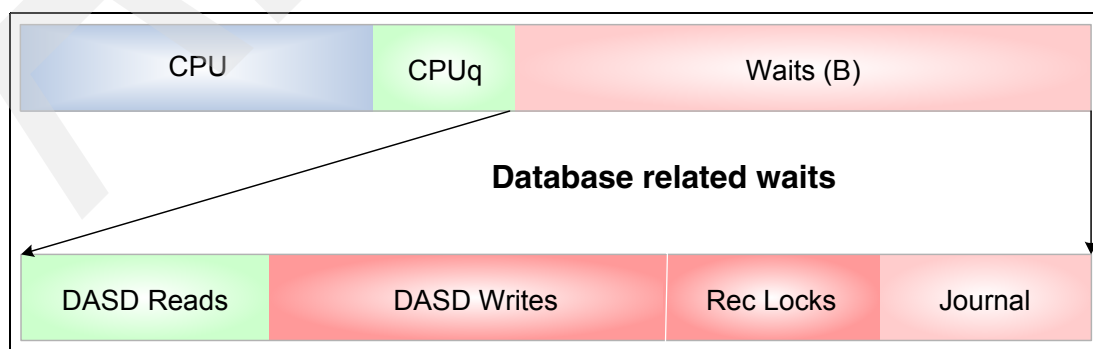 CPU CPUq Waits (B)
Database related waits
DASD Reads DASD Writes Rec Locks Journal